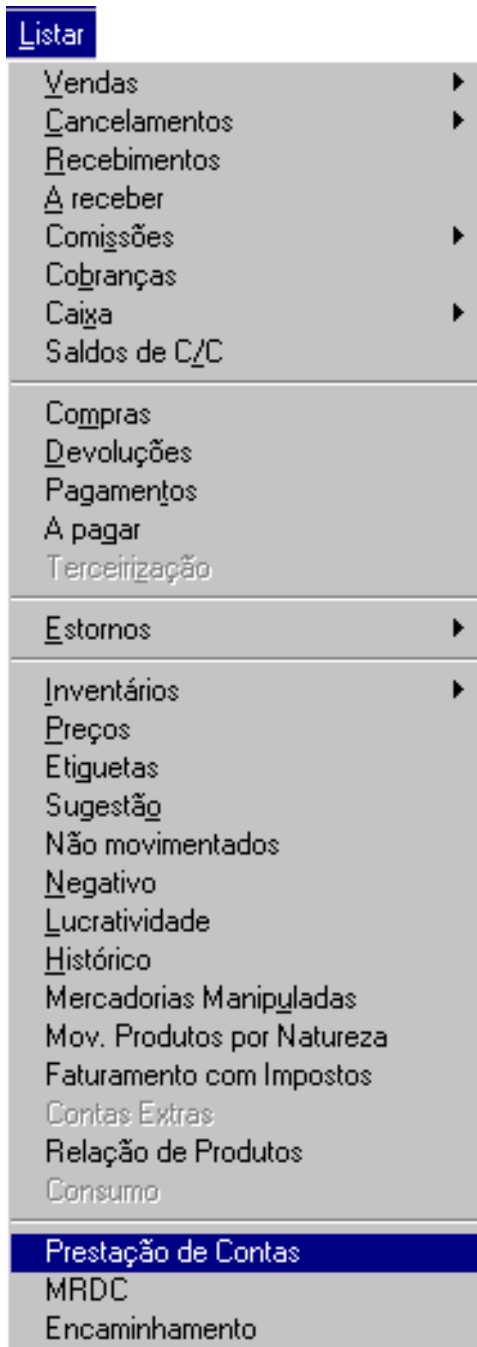 Listar
Vendas
Cancelamentos
Recebimentos
A receber
Comissões
Cobranças
Caixa
Saldos de C/C
Compras
Devoluções
Pagamentos
A pagar
Terceirização
Estornos
Inventários
Preços
Etiguetas
Sugestão
Não movimentados
Negativo
Lucratividade
Histórico
Mercadorias Manipuladas
Mov. Produtos por Natureza
Faturamento com Impostos
Contas Extras
Relação de Produtos
Consumo
Prestação de Contas
MRDC
Encaminhamento